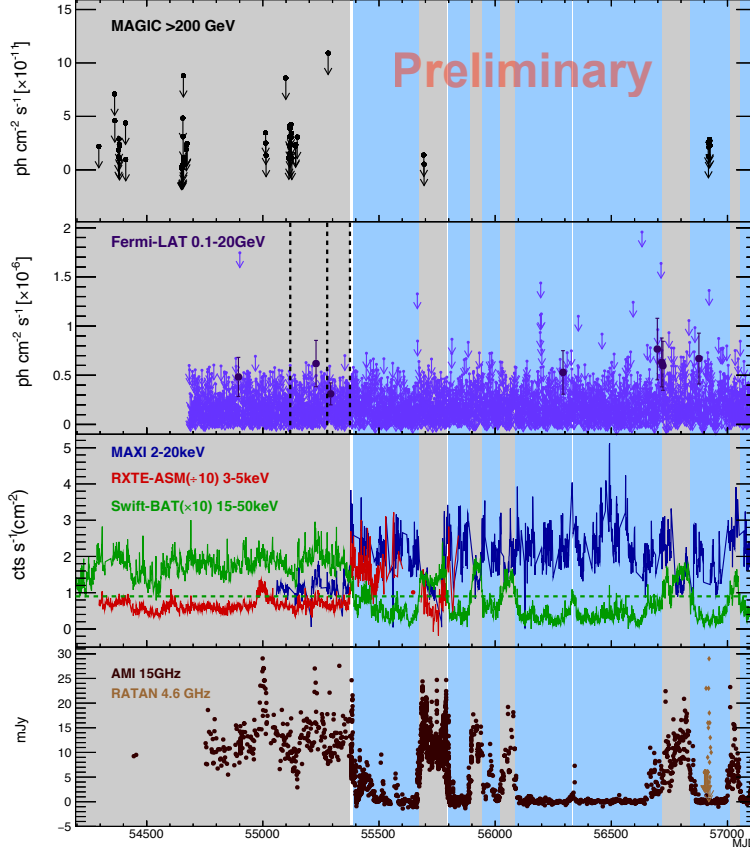 15
MAGIC >200 GeV
Preliminary
10
5
0
ph cm-2 s-1 [×10-11]
2
Fermi-LAT 0.1-20GeV
1.5
1
0.5
0
ph cm-2 s-1 [×10-6]
5
MAXI 2-20keV
RXTE-ASM(÷10) 3-5keV
4
Swift-BAT(×10) 15-50keV
3
2
1
0
cts s-1(cm-2)
30
AMI 15GHz
25
RATAN 4.6 GHz
20
15
10
5
0
−5
mJy
54500 55000 55500 56000 56500 57000
MJD